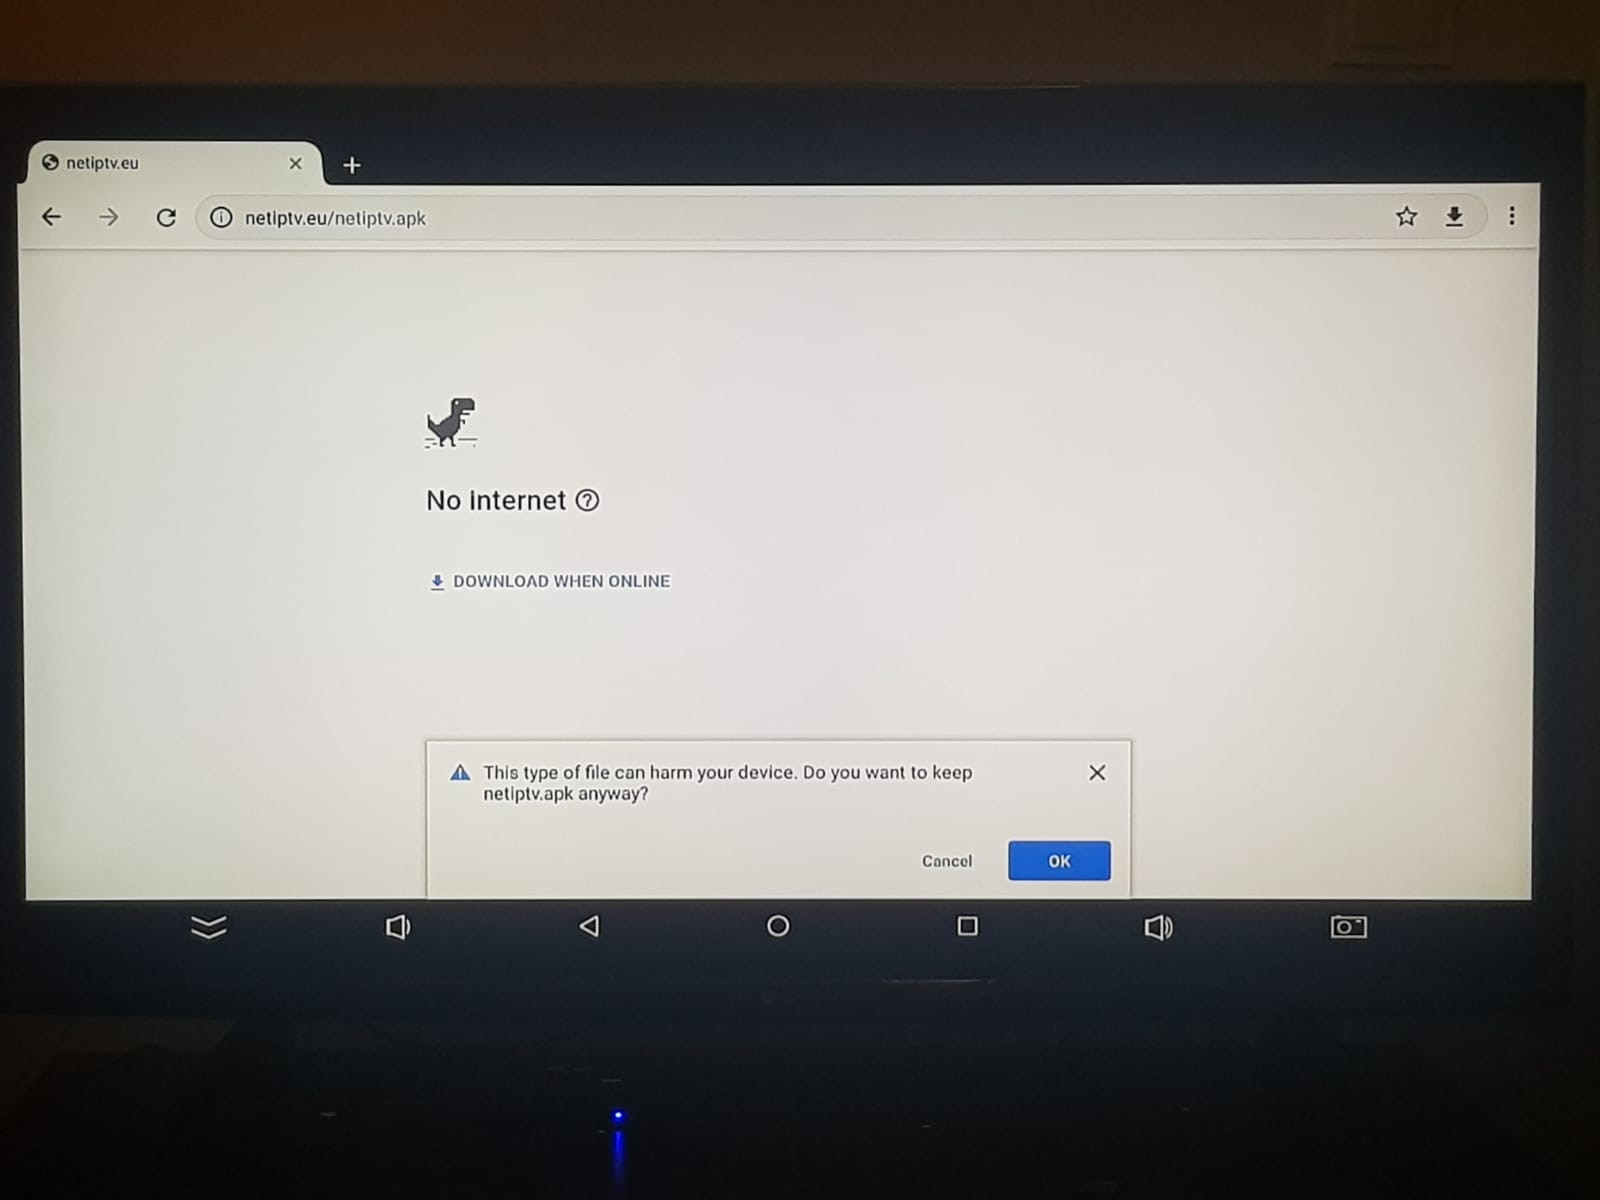 netiptv.eu
netiptv.eu/netiptv.apk
No internet
DOWNLOAD WHEN ONLINE
This type of file can harm your device. Do you want to keep
netiptv.apk anyway?
Cancel OK